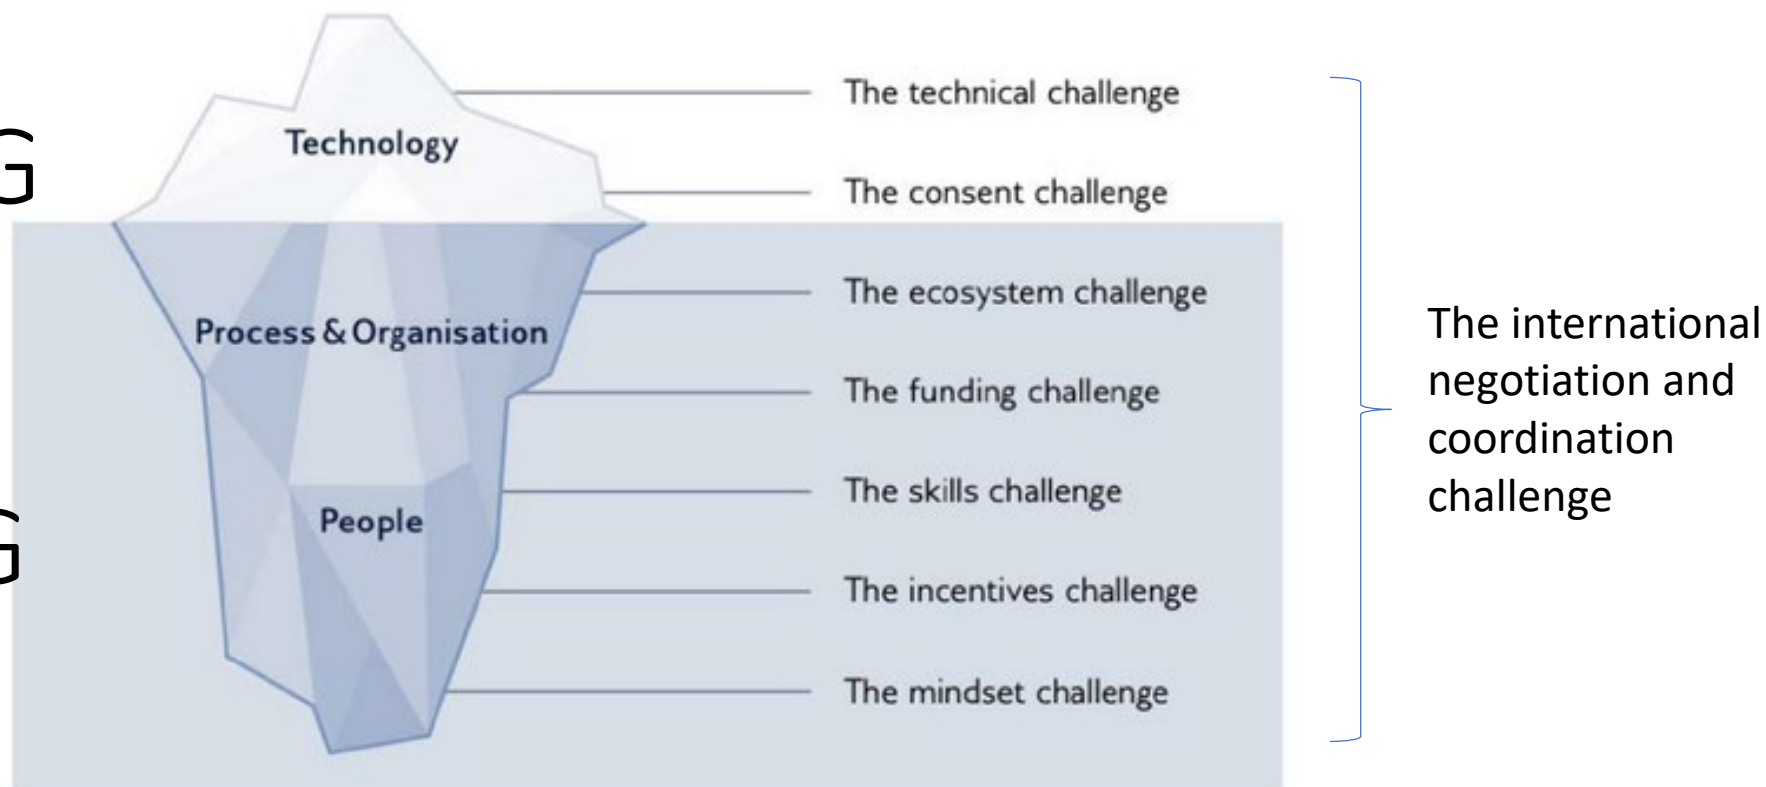 G
Technology
The technical challenge
The consent challenge
Process & Organisation
The ecosystem challenge
The funding challenge
G
People
The skills challenge
The incentives challenge
The mindset challenge
The international
negotiation and
coordination
challenge